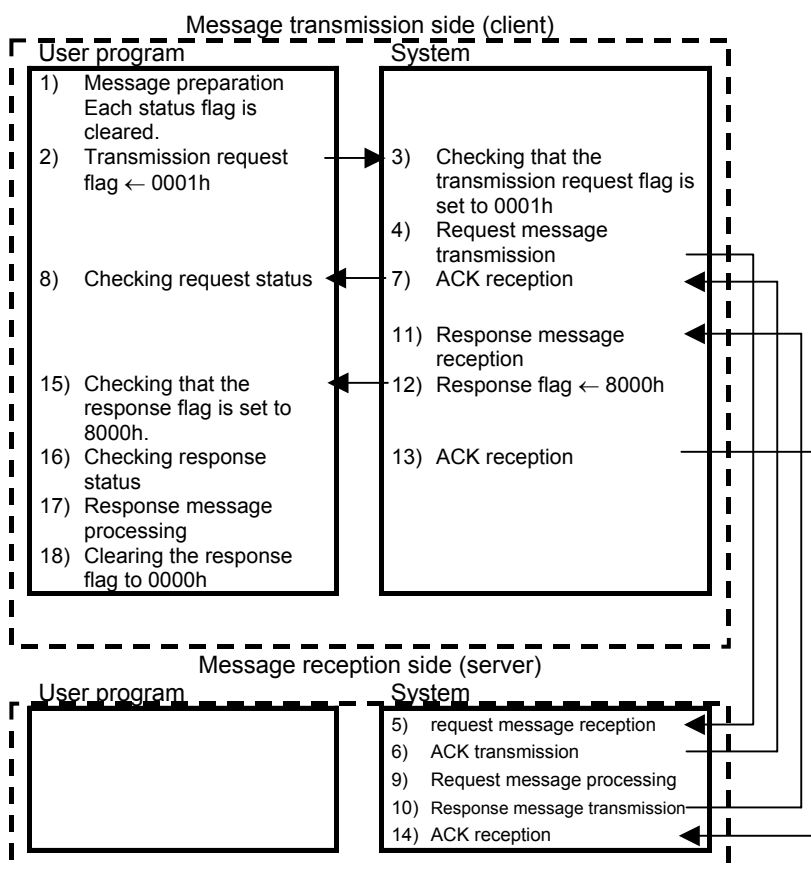 Message transmission side (client)
User program
System
1) Message preparation
Each status flag is
cleared.
2) Transmission request
flag ← 0001h
8) Checking request status
15) Checking that the
response flag is set to
8000h.
16) Checking response
status
17) Response message
processing
18) Clearing the response
flag to 0000h
3) Checking that the
transmission request flag is
set to 0001h
4) Request message
transmission
7) ACK reception
11) Response message
reception
12) Response flag ← 8000h
13) ACK reception
Message reception side (server)
User program
System
5) request message reception
6) ACK transmission
9) Request message processing
10) Response message transmission
14) ACK reception